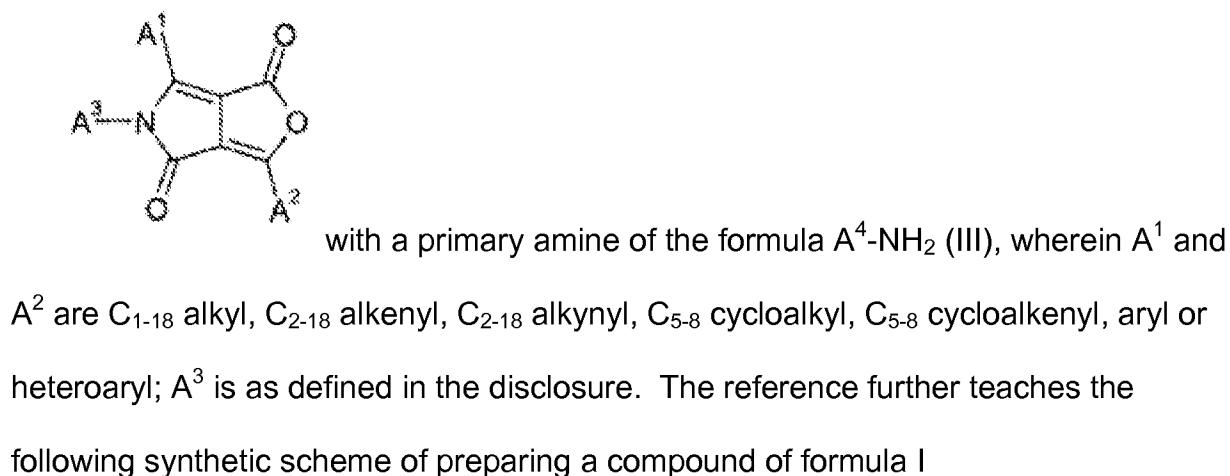 A¹
O
A³
N
O
O
A²
with a primary amine of the formula A⁴-NH₂ (III), wherein A¹ and
A² are C₁₋₁₈ alkyl, C₂₋₁₈ alkenyl, C₂₋₁₈ alkynyl, C₅₋₈ cycloalkyl, C₅₋₈ cycloalkenyl, aryl or
heteroaryl; A³ is as defined in the disclosure. The reference further teaches the
following synthetic scheme of preparing a compound of formula I